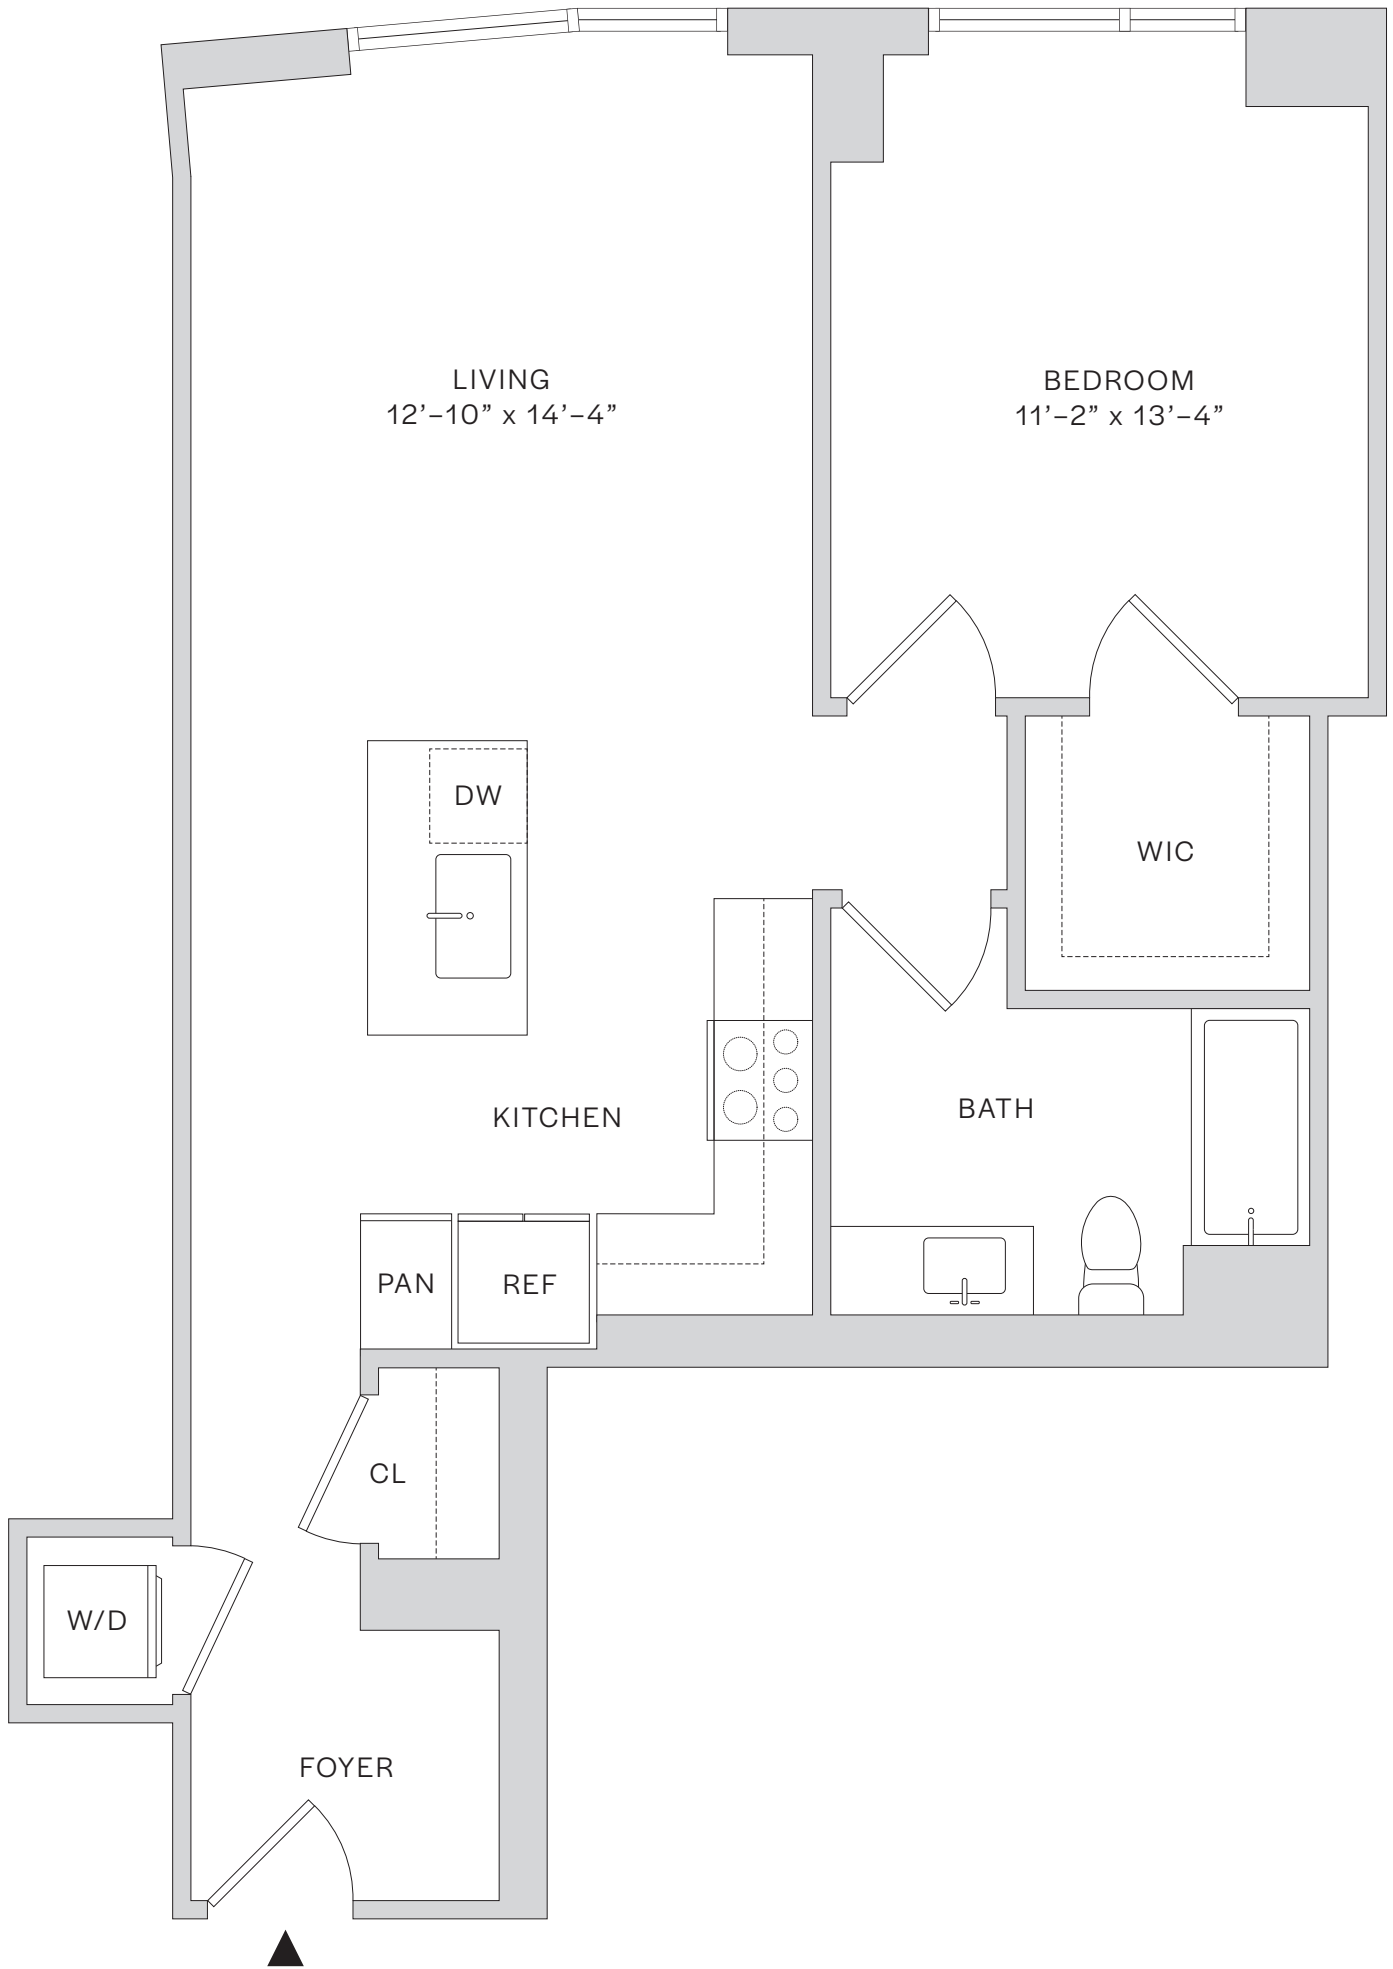 LIVING
12’–10” x 14’–4”
BEDROOM
11’–2” x 13’–4”
DW
WIC
KITCHEN
BATH
PAN
REF
CL
W/D
FOYER